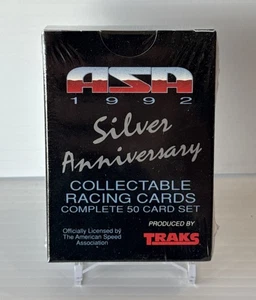 ASA
1992
Silver
Anniversary
COLLECTABLE
RACING CARDS
COMPLETE 50 CARD SET
PRODUCED BY
Officially Licensed by
The American Speed
Association
TRAKS